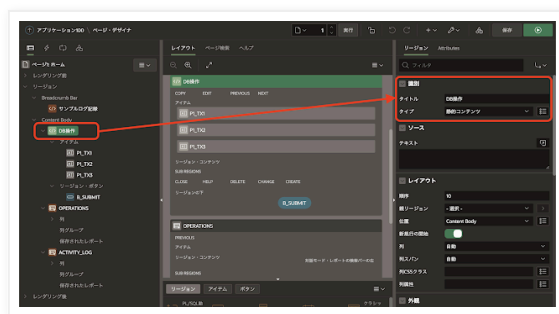 アプリケーション100 \ ページ・デザイナ
1
実行
保存
レイアウト ページ検索 ヘルプ
リージョン Attributes
ページ1: ホーム
レンダリング前
リージョン
Breadcrumb Bar
サンプルログ記録
Content Body
DB操作
アイテム
P1_TX1
P1_TX2
P1_TX3
リージョン・ボタン
B_SUBMIT
OPERATIONS
列
列グループ
保存されたレポート
ACTIVITY_LOG
列
列グループ
保存されたレポート
レンダリング後
DB操作
COPY EDIT PREVIOUS NEXT
アイテム
P1_TX1
P1_TX2
P1_TX3
リージョン・コンテンツ
SUB REGIONS
CLOSE HELP DELETE CHANGE CREATE
リージョンの下
B_SUBMIT
OPERATIONS
PREVIOUS
アイテム
リージョン・コンテンツ
SUB REGIONS
リージョン アイテム ボタン
PL/SQL動
クラシッ
フィルタ
識別
タイトル DB操作
タイプ 静的コンテンツ
ソース
テキスト
レイアウト
順序 10
親リージョン - 選択 -
位置 Content Body
新規行の開始
列 自動
列スパン 自動
列CSSクラス
列属性
外観